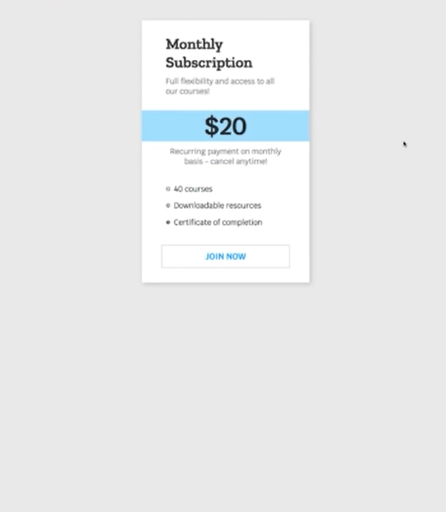 Monthly
Subscription
Full flexibility and access to all
our courses!
$20
Recurring payment on monthly
basis - cancel anytime!
40 courses
Downloadable resources
Certificate of completion
JOIN NOW